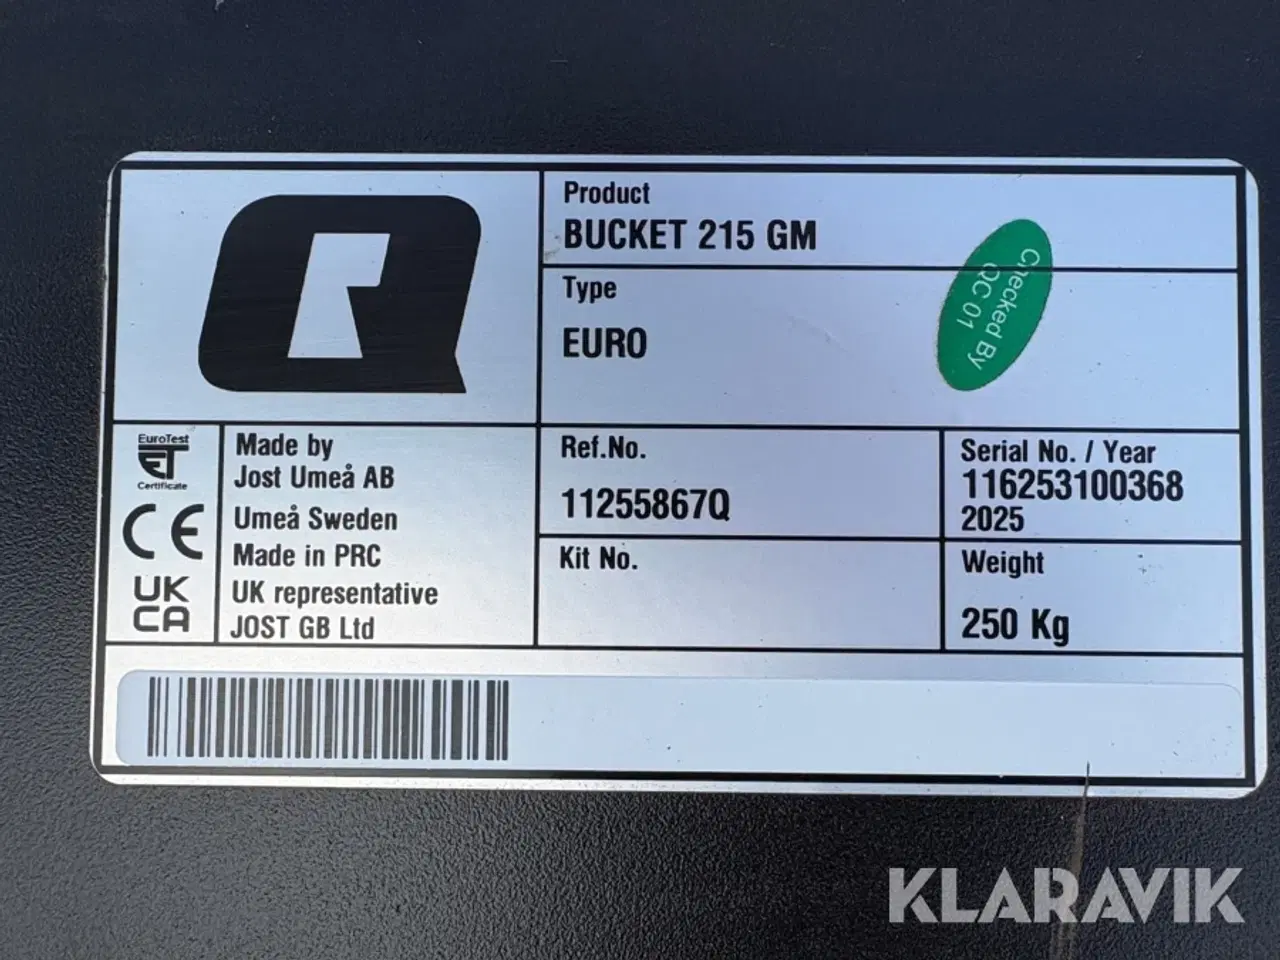 Product
BUCKET 215 GM
Type
EURO
Checked By
QC 01
EuroTest
ET
Certificate
CE
UK
CA
Made by
Jost Umeå AB
Umeå Sweden
Made in PRC
UK representative
JOST GB Ltd
Ref.No.
11255867Q
Serial No. / Year
116253100368
2025
Kit No.
Weight
250 Kg
KLARAVIK